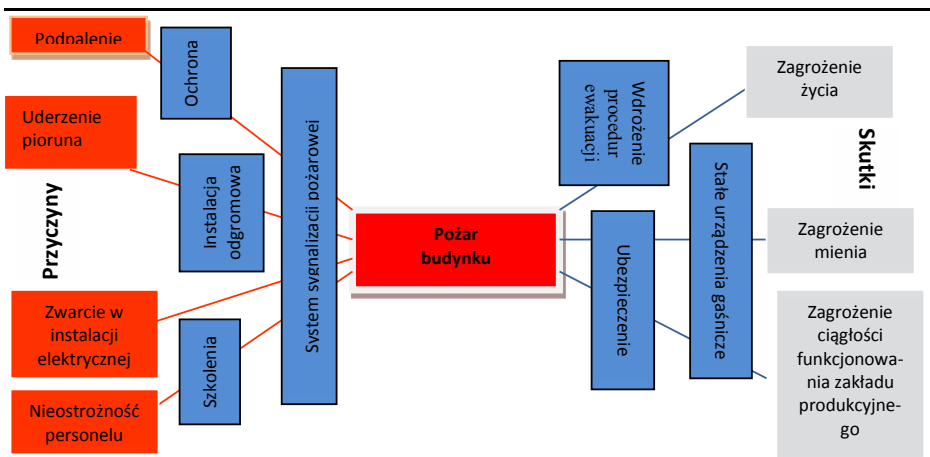 Podpalenie
Uderzenie
pioruna
Przyczyny
Zwarcie w
instalacji
elektrycznej
Nieostrożność
personelu
Ochrona
Instalacja
odgromowa
Szkolenia
System sygnalizacji pożarowej
Pożar
budynku
Wdrożenie
procedur
ewakuacji
Ubezpieczenie
Stałe urządzenia gaśnicze
Zagrożenie
życia
Skutki
Zagrożenie
mienia
Zagrożenie
ciągłości
funkcjonowa-
nia zakładu
produkcyjne-
go